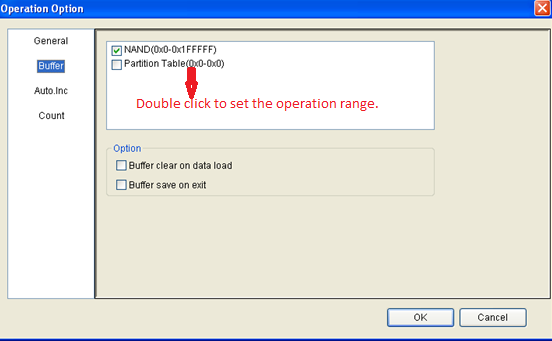 Operation Option
General
Buffer
Auto.Inc
Count
NAND(0x0-0x1FFFFF)
Partition Table(0x0-0x0)
Double click to set the operation range.
Option
Buffer clear on data load
Buffer save on exit
OK
Cancel